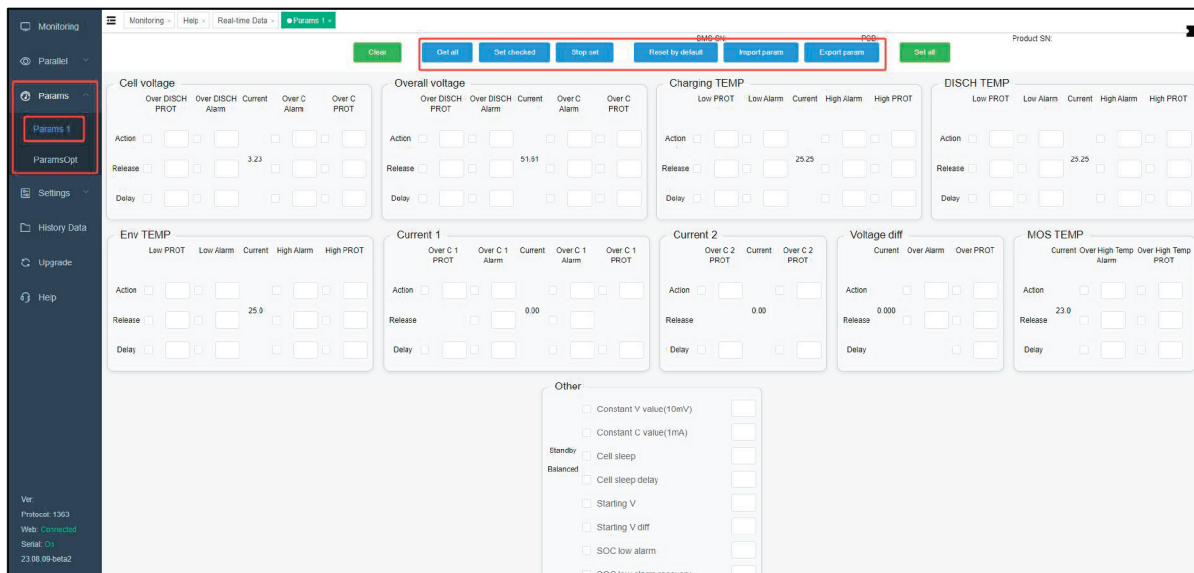 Monitoring
Parallel
Params
Params 1
ParamsOpt
Settings
History Data
Upgrade
Help
Ver:
Protocol: 1363
Web: Connected
Serial: On
23.08.09-beta2
Monitoring × Help × Real-time Data × Params 1 ×
BMS SN: PCB: Product SN:
Clear Get all Set checked Stop set Reset by default Import param Export param Set all
Cell voltage
Over DISCH PROT Over DISCH Alarm Current Over C Alarm Over C PROT
Action
3.23
Release
Delay
Overall voltage
Over DISCH PROT Over DISCH Alarm Current Over C Alarm Over C PROT
Action
51.61
Release
Delay
Charging TEMP
Low PROT Low Alarm Current High Alarm High PROT
Action
25.25
Release
Delay
DISCH TEMP
Low PROT Low Alarm Current High Alarm High PROT
Action
25.25
Release
Delay
Env TEMP
Low PROT Low Alarm Current High Alarm High PROT
Action
25.0
Release
Delay
Current 1
Over C 1 PROT Over C 1 Alarm Current Over C 1 Alarm Over C 1 PROT
Action
0.00
Release
Delay
Current 2
Over C 2 PROT Current Over C 2 PROT
Action
0.00
Release
Delay
Voltage diff
Current Over Alarm Over PROT
Action
0.000
Release
Delay
MOS TEMP
Current Over High Temp Alarm Over High Temp PROT
Action
23.0
Release
Delay
Other
Constant V value(10mV)
Constant C value(1mA)
Standby
Cell sleep
Balanced
Cell sleep delay
Starting V
Starting V diff
SOC low alarm